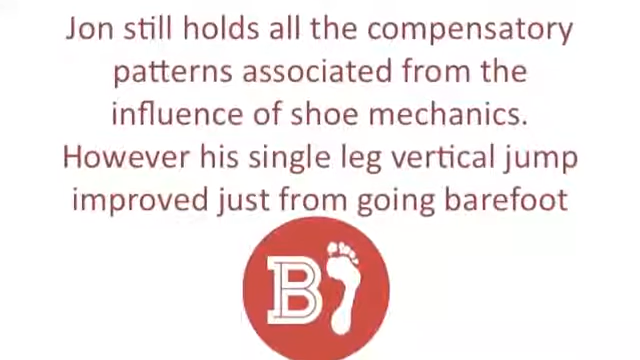 Jon still holds all the compensatory
patterns associated from the
influence of shoe mechanics.
However his single leg vertical jump
improved just from going barefoot
B